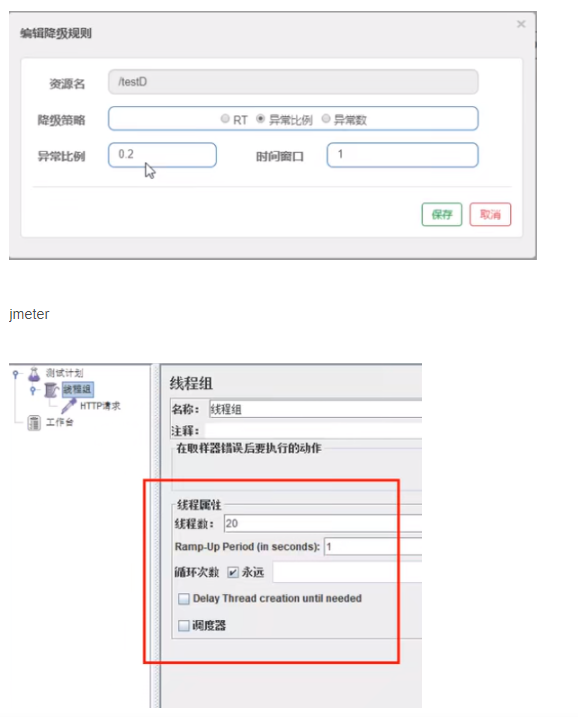 编辑降级规则
×
资源名 /testD
降级策略 RT 异常比例 异常数
异常比例 0.2 时间窗口 1
保存 取消
jmeter
测试计划
线程组
HTTP请求
工作台
线程组
名称： 线程组
注释：
在取样器错误后要执行的动作
线程属性
线程数： 20
Ramp-Up Period (in seconds): 1
循环次数 永远
Delay Thread creation until needed
调度器